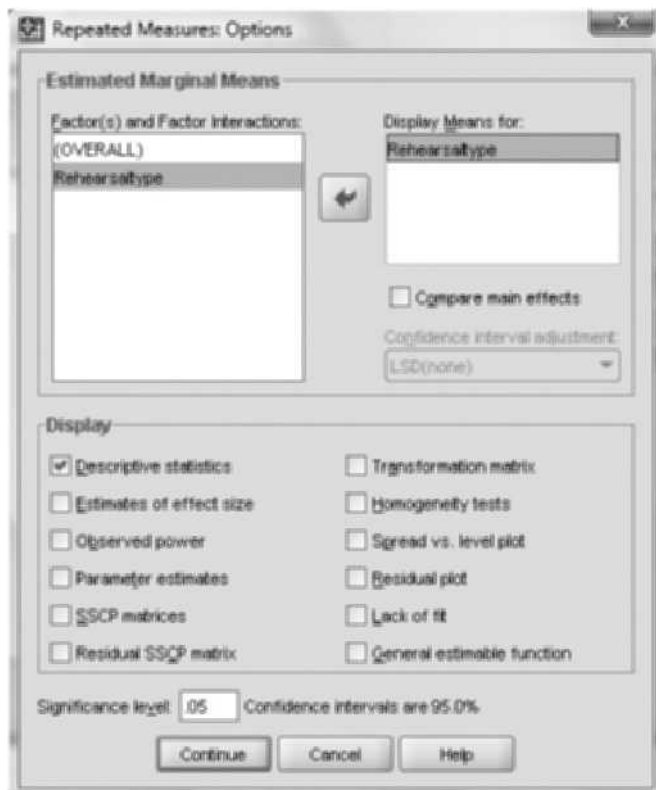 Repeated Measures: Options
Estimated Marginal Means
Factor(s) and Factor Interactions:
(OVERALL)
Rehearsaltype
Display Means for:
Rehearsaltype
Compare main effects
Confidence interval adjustment:
LSD(none)
Display
Descriptive statistics
Transformation matrix
Estimates of effect size
Homogeneity tests
Observed power
Spread vs. level plot
Parameter estimates
Residual plot
SSCP matrices
Lack of fit
Residual SSCP matrix
General estimable function
Significance level: .05 Confidence intervals are 95.0%
Continue Cancel Help